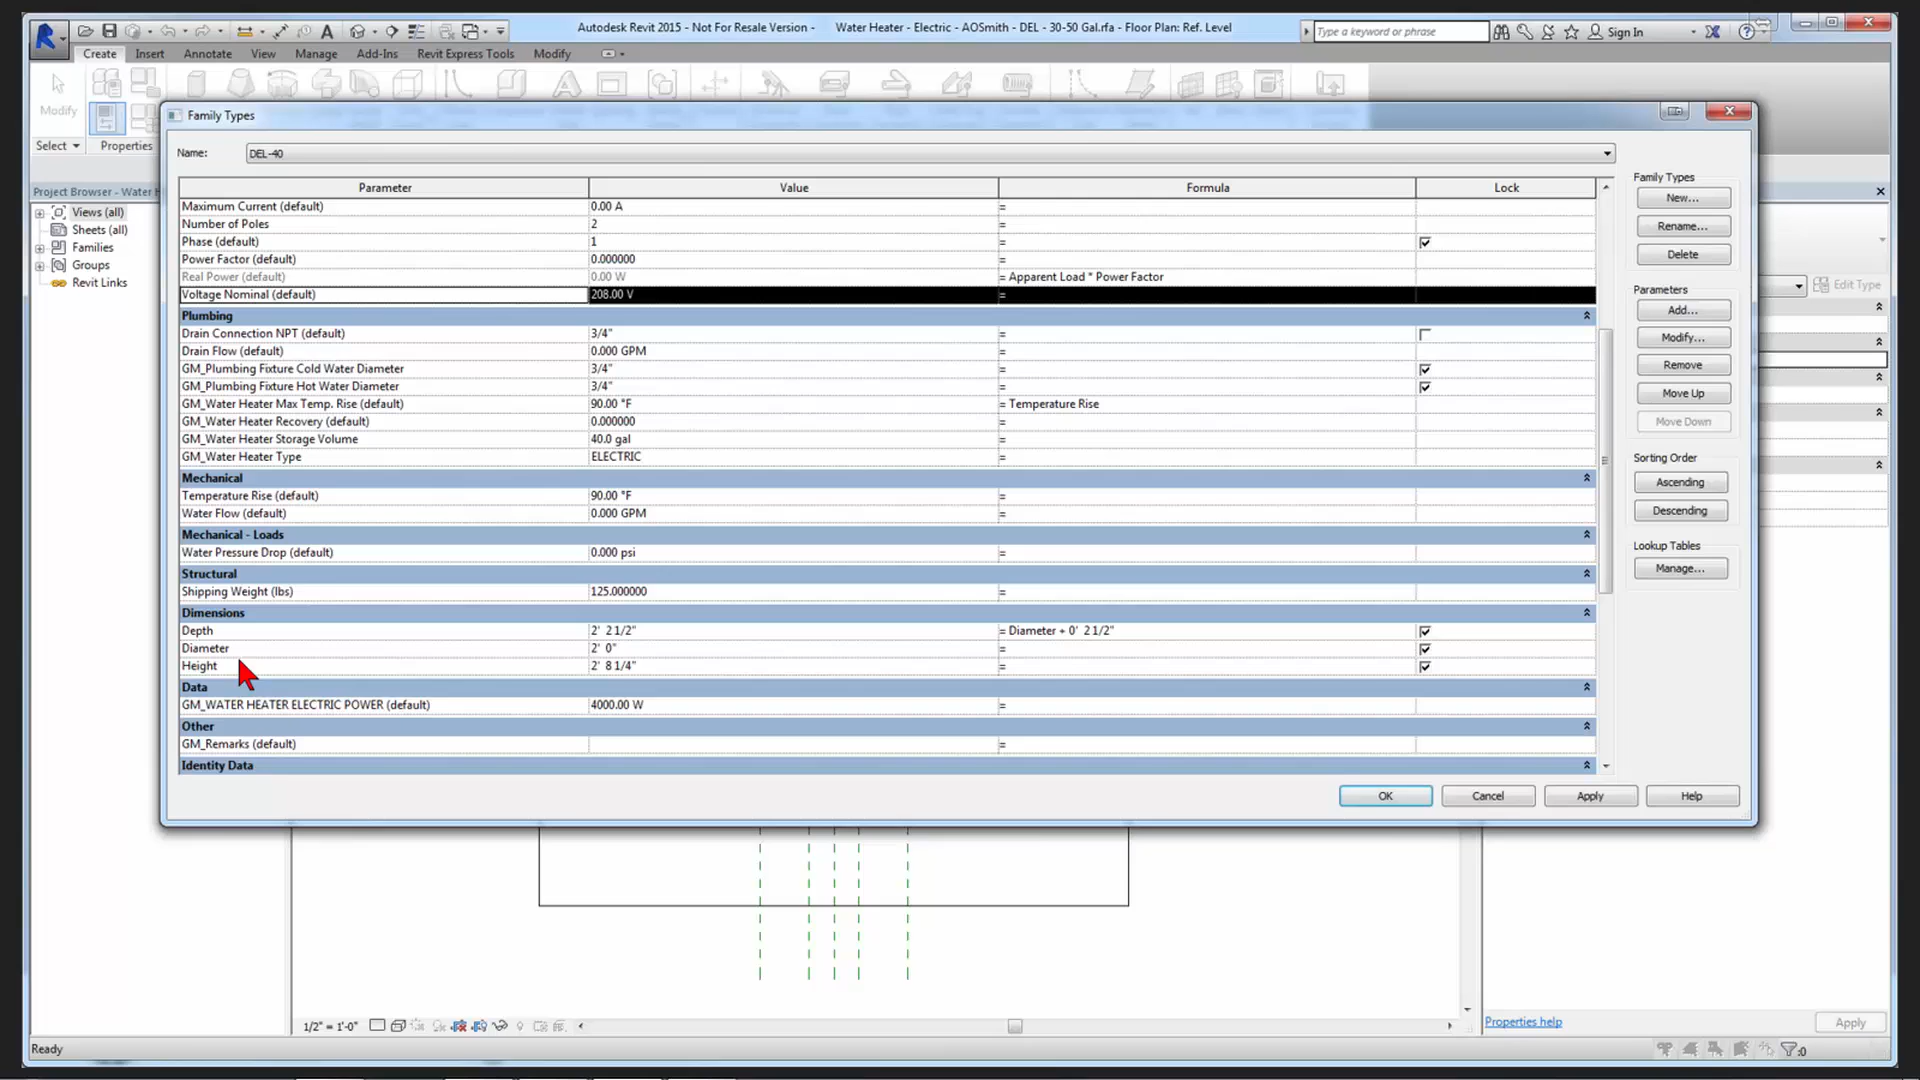 Autodesk Revit 2015 - Not For Resale Version - Water Heater - Electric - AOSmith - DEL - 30-50 Gal.rfa - Floor Plan: Ref. Level
Type a keyword or phrase
Sign In
Create Insert Annotate View Manage Add-Ins Revit Express Tools Modify
Modify
Select Properties
Family Types
Name: DEL-40
Project Browser - Water H
Views (all)
Sheets (all)
Families
Groups
Revit Links
Parameter Value Formula Lock
Maximum Current (default) 0.00 A =
Number of Poles 2 =
Phase (default) 1 =
Power Factor (default) 0.000000 =
Real Power (default) 0.00 W = Apparent Load * Power Factor
Voltage Nominal (default) 208.00 V =
Plumbing
Drain Connection NPT (default) 3/4" =
Drain Flow (default) 0.000 GPM =
GM_Plumbing Fixture Cold Water Diameter 3/4" =
GM_Plumbing Fixture Hot Water Diameter 3/4" =
GM_Water Heater Max Temp. Rise (default) 90.00 °F = Temperature Rise
GM_Water Heater Recovery (default) 0.000000 =
GM_Water Heater Storage Volume 40.0 gal =
GM_Water Heater Type ELECTRIC =
Mechanical
Temperature Rise (default) 90.00 °F =
Water Flow (default) 0.000 GPM =
Mechanical - Loads
Water Pressure Drop (default) 0.000 psi =
Structural
Shipping Weight (lbs) 125.000000 =
Dimensions
Depth 2' 2 1/2" = Diameter + 0' 2 1/2"
Diameter 2' 0" =
Height 2' 8 1/4" =
Data
GM_WATER HEATER ELECTRIC POWER (default) 4000.00 W =
Other
GM_Remarks (default) =
Identity Data
Family Types
New...
Rename...
Delete
Parameters
Add...
Modify...
Remove
Move Up
Move Down
Sorting Order
Ascending
Descending
Lookup Tables
Manage...
OK Cancel Apply Help
Edit Type
1/2" = 1'-0"
Properties help
Apply
Ready
:0